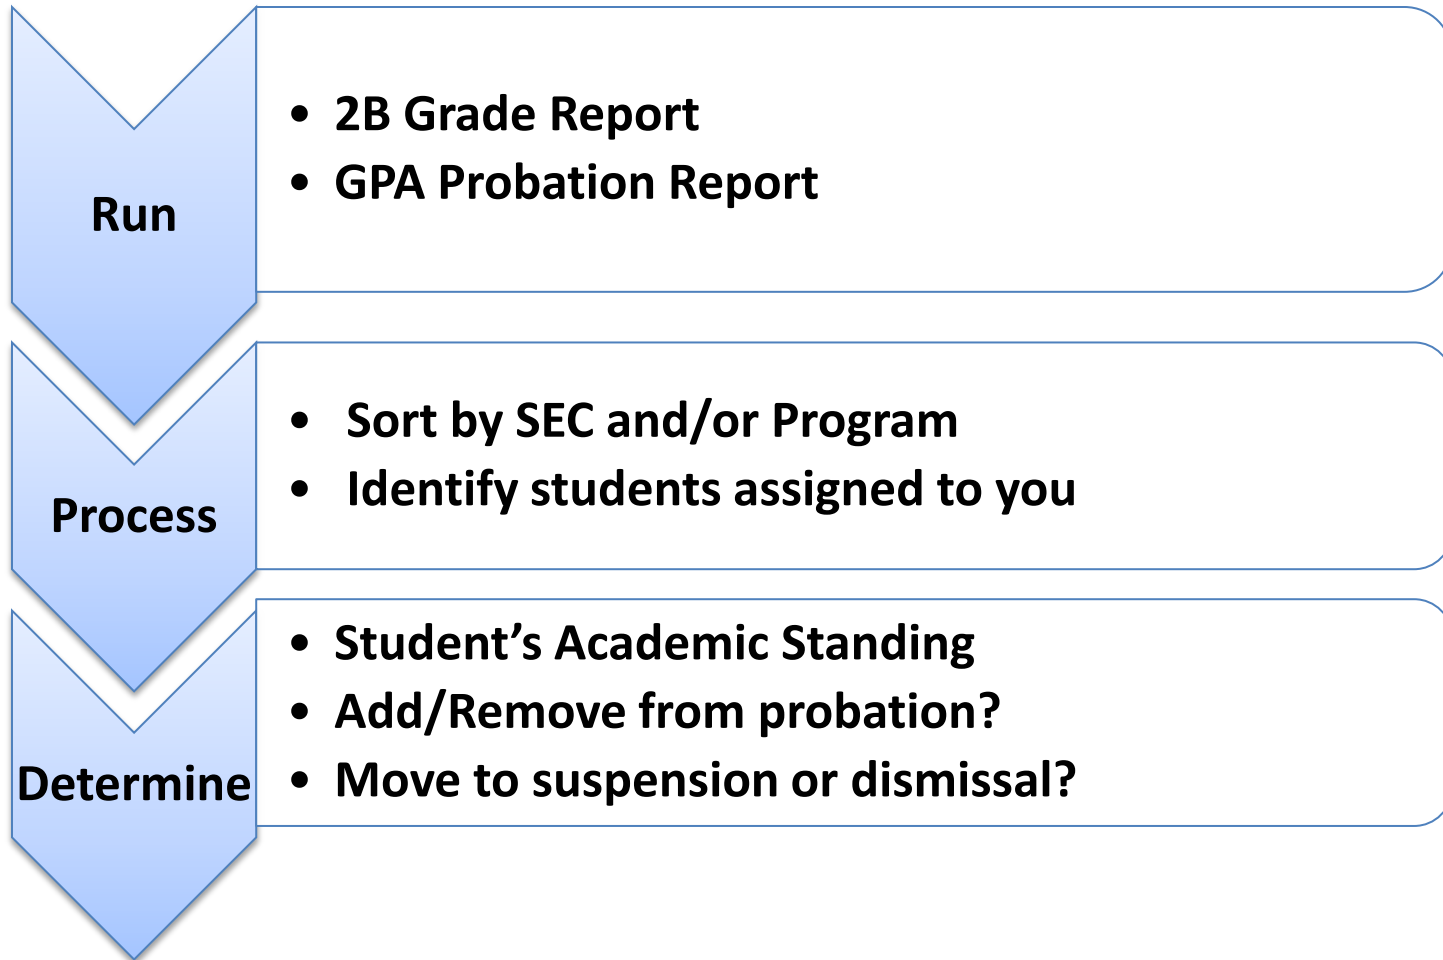 Run
• 2B Grade Report
• GPA Probation Report
Process
• Sort by SEC and/or Program
• Identify students assigned to you
Determine
• Student’s Academic Standing
• Add/Remove from probation?
• Move to suspension or dismissal?